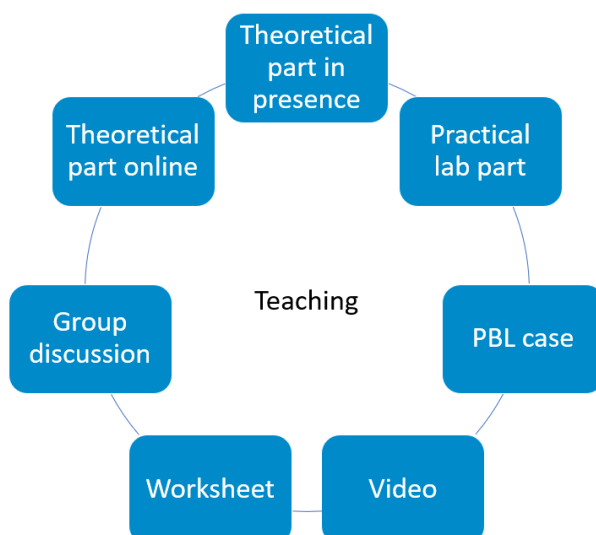 Theoretical
part in
presence
Theoretical
part online
Practical
lab part
Teaching
Group
discussion
PBL case
Worksheet
Video